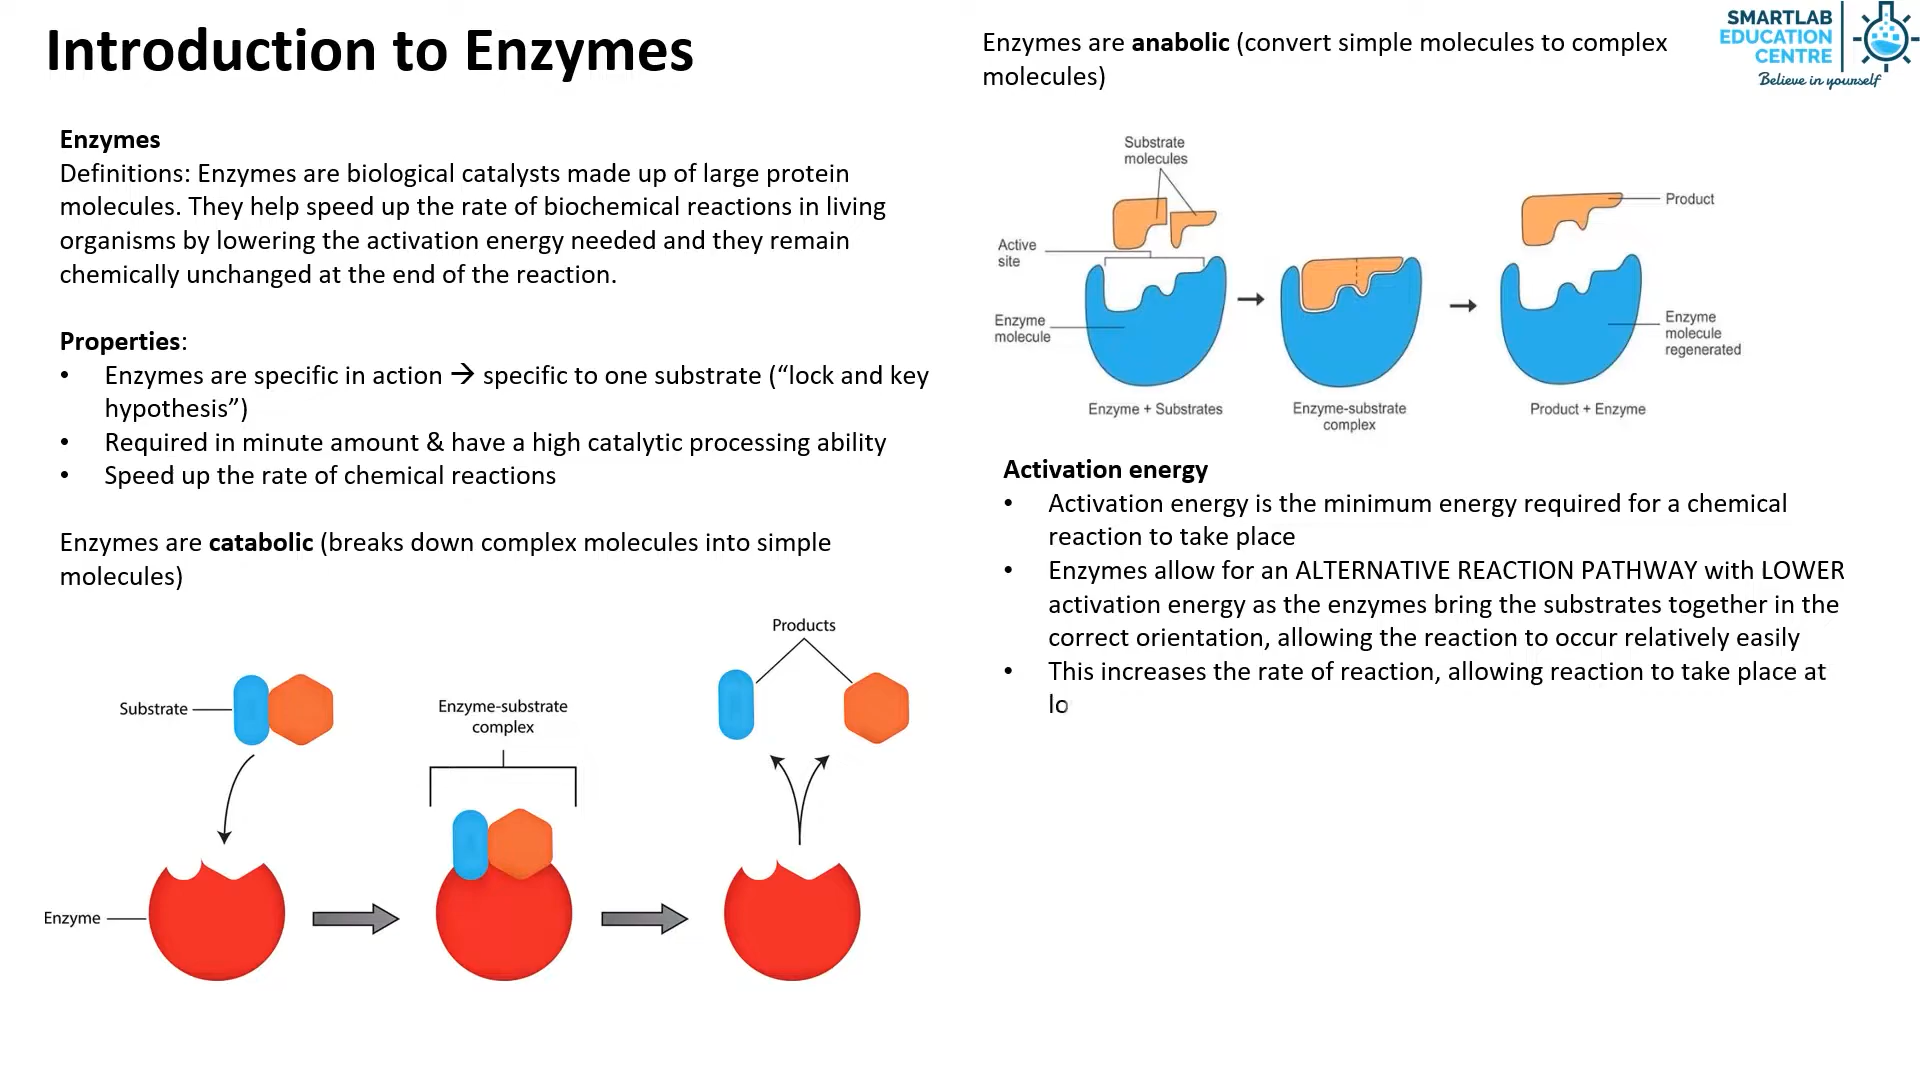 Introduction to Enzymes
Enzymes
Definitions: Enzymes are biological catalysts made up of large protein
molecules. They help speed up the rate of biochemical reactions in living
organisms by lowering the activation energy needed and they remain
chemically unchanged at the end of the reaction.
Properties:
• Enzymes are specific in action → specific to one substrate (“lock and key
hypothesis”)
• Required in minute amount & have a high catalytic processing ability
• Speed up the rate of chemical reactions
Enzymes are catabolic (breaks down complex molecules into simple
molecules)
Products
Substrate
Enzyme-substrate
complex
Enzyme
Enzymes are anabolic (convert simple molecules to complex
molecules)
SMARTLAB
EDUCATION
CENTRE
Believe in yourself
Substrate
molecules
Product
Active
site
Enzyme
molecule
Enzyme
molecule
regenerated
Enzyme + Substrates
Enzyme-substrate
complex
Product + Enzyme
Activation energy
• Activation energy is the minimum energy required for a chemical
reaction to take place
• Enzymes allow for an ALTERNATIVE REACTION PATHWAY with LOWER
activation energy as the enzymes bring the substrates together in the
correct orientation, allowing the reaction to occur relatively easily
• This increases the rate of reaction, allowing reaction to take place at
lo